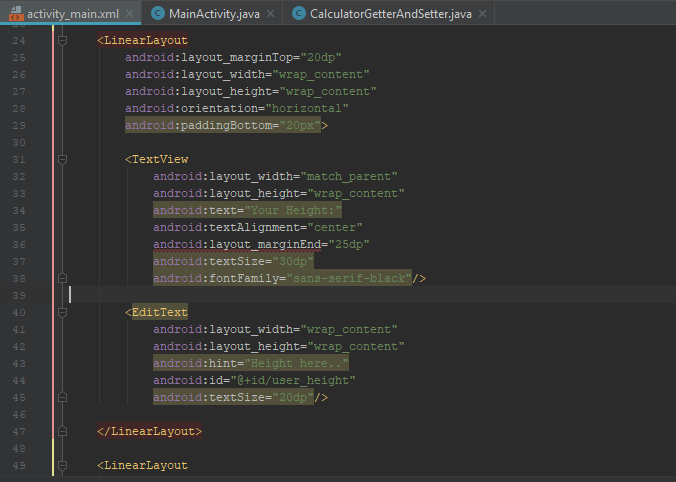 activity_main.xml × MainActivity.java × CalculatorGetterAndSetter.java ×
24 <LinearLayout
25 android:layout_marginTop="20dp"
26 android:layout_width="wrap_content"
27 android:layout_height="wrap_content"
28 android:orientation="horizontal"
29 android:paddingBottom="20px">
30
31 <TextView
32 android:layout_width="match_parent"
33 android:layout_height="wrap_content"
34 android:text="Your Height:"
35 android:textAlignment="center"
36 android:layout_marginEnd="25dp"
37 android:textSize="30dp"
38 android:fontFamily="sans-serif-black"/>
39
40 <EditText
41 android:layout_width="wrap_content"
42 android:layout_height="wrap_content"
43 android:hint="Height here.."
44 android:id="@+id/user_height"
45 android:textSize="20dp"/>
46
47 </LinearLayout>
48
49 <LinearLayout